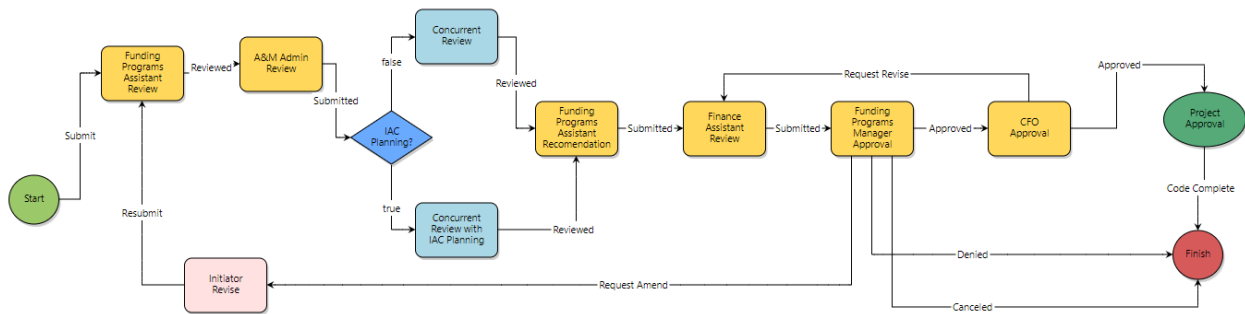 Start
Submit
Funding
Programs
Assistant
Review
Reviewed
A&M Admin
Review
Submitted
IAC
Planning?
false
Concurrent
Review
Reviewed
true
Concurrent
Review with
IAC Planning
Reviewed
Funding
Programs
Assistant
Recomendation
Submitted
Finance
Assistant
Review
Submitted
Funding
Programs
Manager
Approval
Approved
CFO
Approval
Request Revise
Approved
Project
Approval
Code Complete
Finish
Denied
Canceled
Request Amend
Initiator
Revise
Resubmit